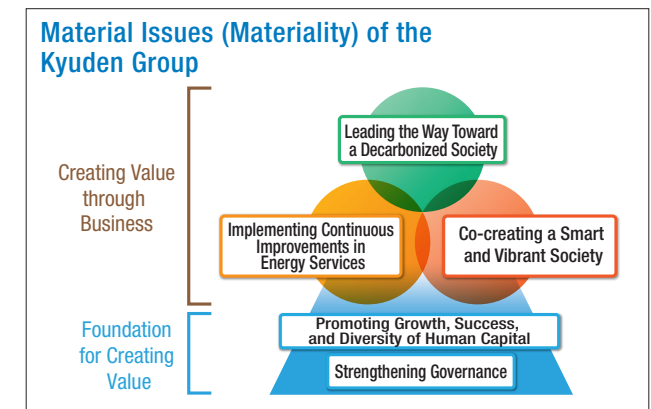 Material Issues (Materiality) of the
Kyuden Group
Creating Value
through
Business
Leading the Way Toward
a Decarbonized Society
Implementing Continuous
Improvements in
Energy Services
Co-creating a Smart
and Vibrant Society
Foundation
for Creating
Value
Promoting Growth, Success,
and Diversity of Human Capital
Strengthening Governance